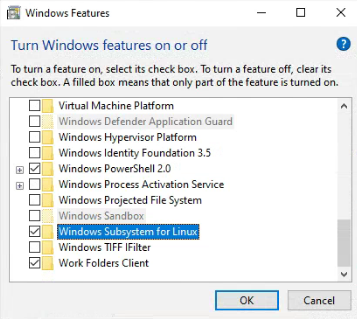 Windows Features
Turn Windows features on or off
To turn a feature on, select its check box. To turn a feature off, clear its
check box. A filled box means that only part of the feature is turned on.
Virtual Machine Platform
Windows Defender Application Guard
Windows Hypervisor Platform
Windows Identity Foundation 3.5
Windows PowerShell 2.0
Windows Process Activation Service
Windows Projected File System
Windows Sandbox
Windows Subsystem for Linux
Windows TIFF IFilter
Work Folders Client
OK
Cancel